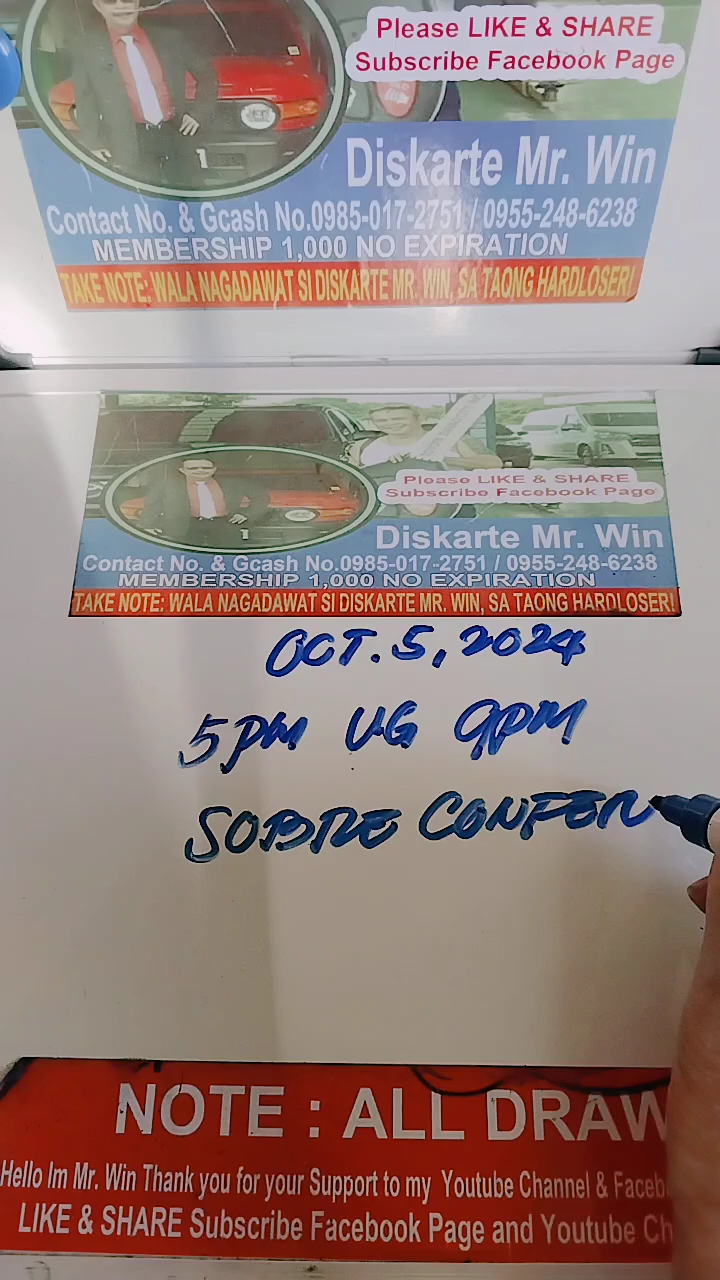 Please LIKE & SHARE
Subscribe Facebook Page
Diskarte Mr. Win
Contact No. & Gcash No.0985-017-2751 / 0955-248-6238
MEMBERSHIP 1,000 NO EXPIRATION
TAKE NOTE: WALA NAGADAWAT SI DISKARTE MR. WIN, SA TAONG HARDLOSER!
Please LIKE & SHARE
Subscribe Facebook Page
Diskarte Mr. Win
Contact No. & Gcash No.0985-017-2751 / 0955-248-6238
MEMBERSHIP 1,000 NO EXPIRATION
TAKE NOTE: WALA NAGADAWAT SI DISKARTE MR. WIN, SA TAONG HARDLOSER!
OCT. 5, 2024
5PM UG 9PM
SOBRE CONFER
NOTE : ALL DRAW
Hello Im Mr. Win Thank you for your Support to my Youtube Channel & Faceb
LIKE & SHARE Subscribe Facebook Page and Youtube Ch